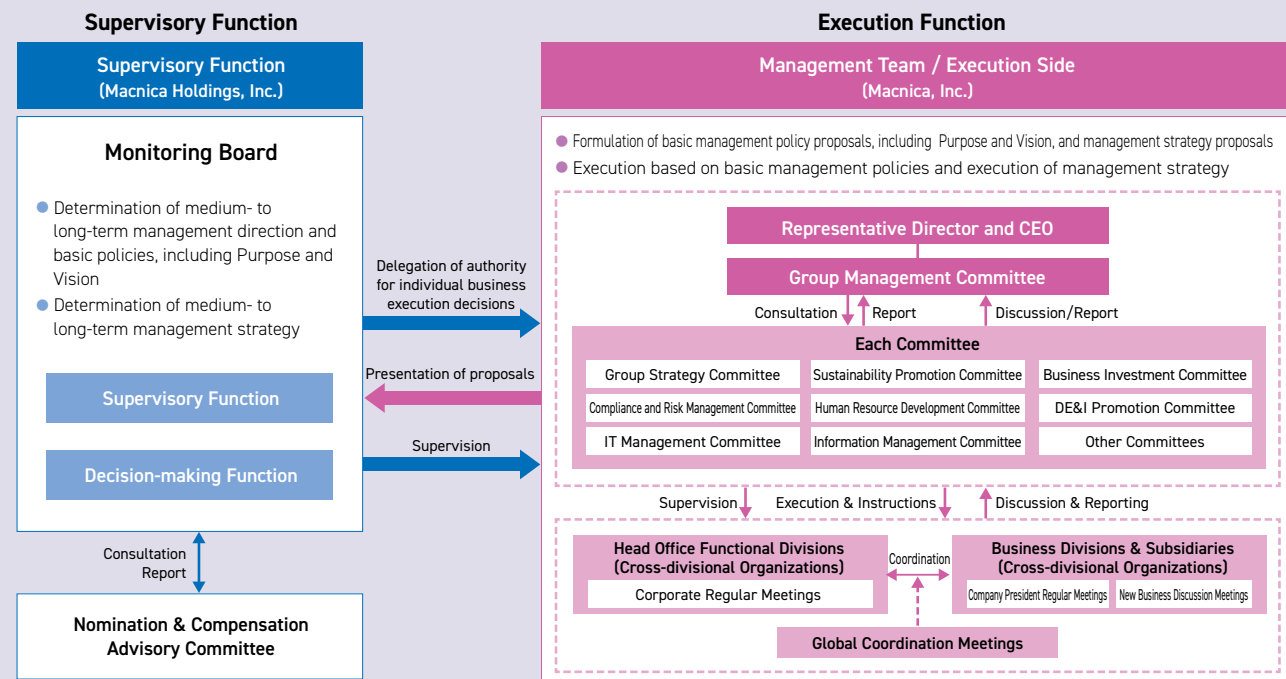 Supervisory Function
Supervisory Function
(Macnica Holdings, Inc.)
Monitoring Board
Determination of medium- to
long-term management direction and
basic policies, including Purpose and
Vision
Determination of medium- to
long-term management strategy
Supervisory Function
Decision-making Function
Consultation
Report
Nomination & Compensation
Advisory Committee
Delegation of authority
for individual business
execution decisions
Presentation of proposals
Supervision
Execution Function
Management Team / Execution Side
(Macnica, Inc.)
Formulation of basic management policy proposals, including Purpose and Vision, and management strategy proposals
Execution based on basic management policies and execution of management strategy
Representative Director and CEO
Group Management Committee
Consultation
Report
Discussion/Report
Each Committee
Group Strategy Committee
Sustainability Promotion Committee
Business Investment Committee
Compliance and Risk Management Committee
Human Resource Development Committee
DE&I Promotion Committee
IT Management Committee
Information Management Committee
Other Committees
Supervision
Execution & Instructions
Discussion & Reporting
Head Office Functional Divisions
(Cross-divisional Organizations)
Corporate Regular Meetings
Coordination
Business Divisions & Subsidiaries
(Cross-divisional Organizations)
Company President Regular Meetings
New Business Discussion Meetings
Global Coordination Meetings